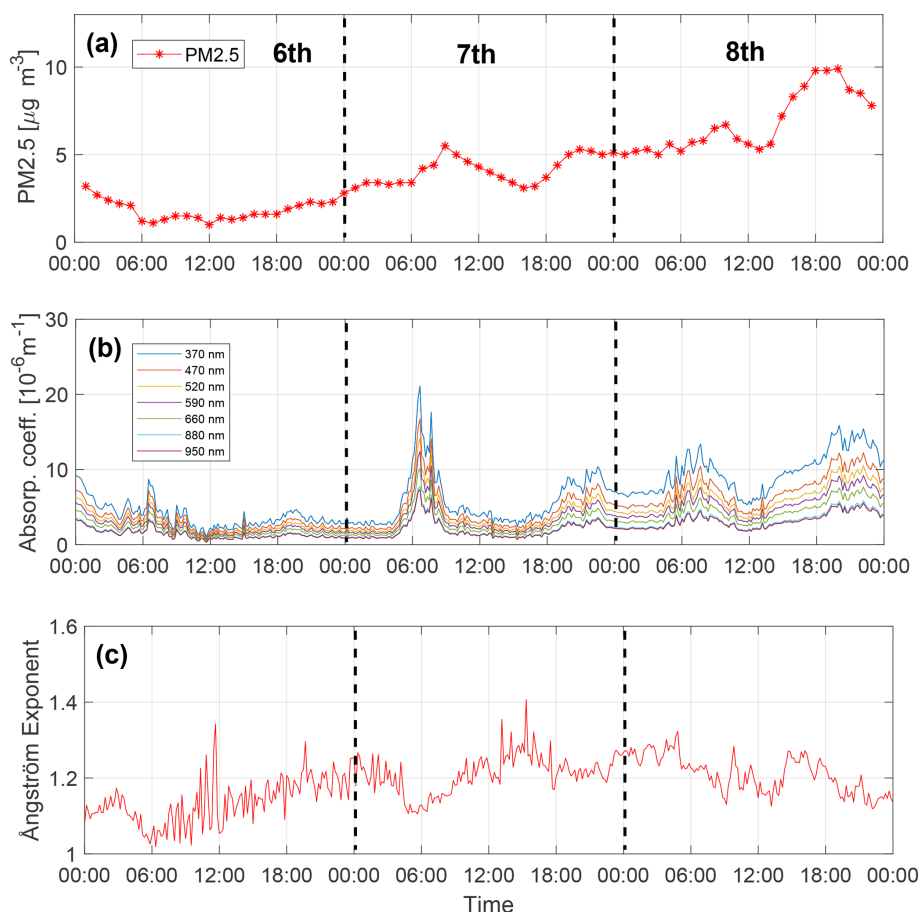 (a)
PM2.5
6th
7th
8th
PM2.5 [μg m-3]
10
5
0
00:00 06:00 12:00 18:00 00:00 06:00 12:00 18:00 00:00 06:00 12:00 18:00 00:00
(b)
370 nm
470 nm
520 nm
590 nm
660 nm
880 nm
950 nm
Absorp. coeff. [10-6m-1]
30
20
10
0
00:00 06:00 12:00 18:00 00:00 06:00 12:00 18:00 00:00 06:00 12:00 18:00 00:00
(c)
Ångström Exponent
1.6
1.4
1.2
1
00:00 06:00 12:00 18:00 00:00 06:00 12:00 18:00 00:00 06:00 12:00 18:00 00:00
Time